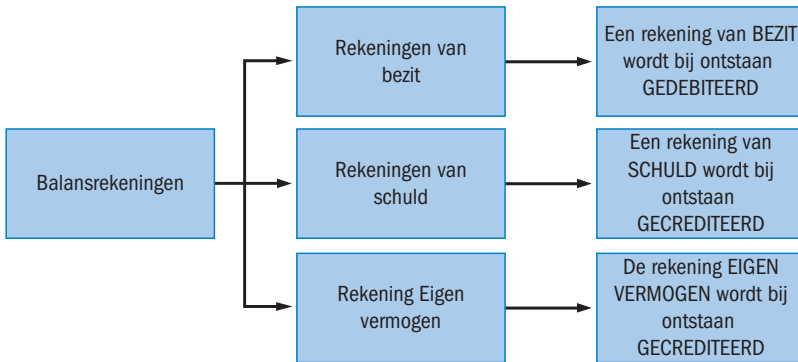 Balansrekeningen
Rekeningen van
bezit
Een rekening van BEZIT
wordt bij ontstaan
GEDEBITEERD
Rekeningen van
schuld
Een rekening van
SCHULD wordt bij
ontstaan
GECREDITEERD
Rekening Eigen
vermogen
De rekening EIGEN
VERMOGEN wordt bij
ontstaan
GECREDITEERD